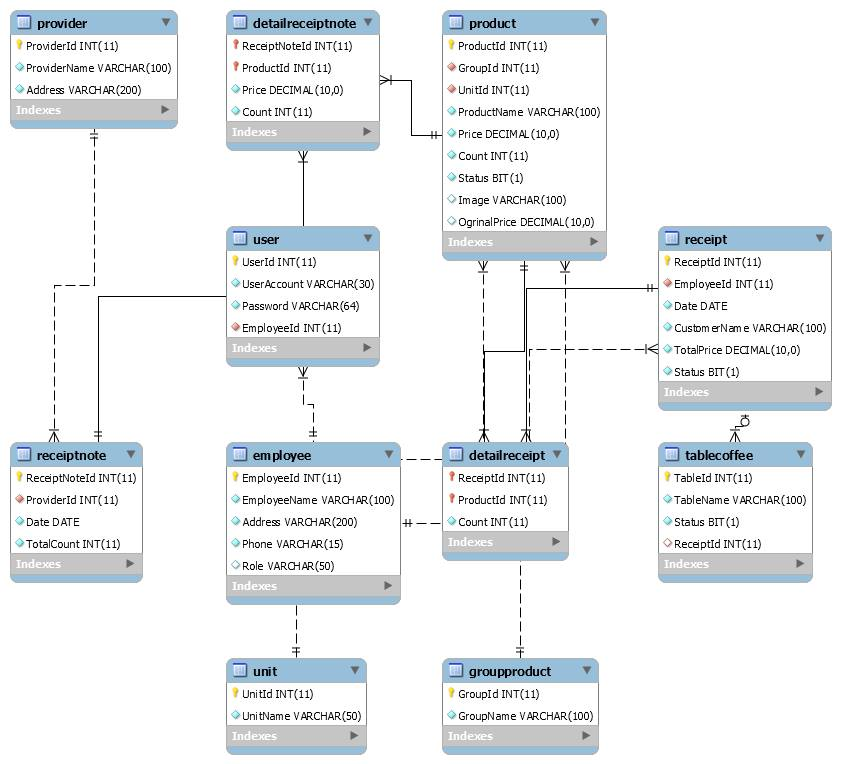 provider
ProviderId INT(11)
ProviderName VARCHAR(100)
Address VARCHAR(200)
Indexes
detailreceiptnote
ReceiptNoteId INT(11)
ProductId INT(11)
Price DECIMAL(10,0)
Count INT(11)
Indexes
product
ProductId INT(11)
GroupId INT(11)
UnitId INT(11)
ProductName VARCHAR(100)
Price DECIMAL(10,0)
Count INT(11)
Status BIT(1)
Image VARCHAR(100)
OgrinalPrice DECIMAL(10,0)
Indexes
user
UserId INT(11)
UserAccount VARCHAR(30)
Password VARCHAR(64)
EmployeeId INT(11)
Indexes
receipt
ReceiptId INT(11)
EmployeeId INT(11)
Date DATE
CustomerName VARCHAR(100)
TotalPrice DECIMAL(10,0)
Status BIT(1)
Indexes
receiptnote
ReceiptNoteId INT(11)
ProviderId INT(11)
Date DATE
TotalCount INT(11)
Indexes
employee
EmployeeId INT(11)
EmployeeName VARCHAR(100)
Address VARCHAR(200)
Phone VARCHAR(15)
Role VARCHAR(50)
Indexes
detailreceipt
ReceiptId INT(11)
ProductId INT(11)
Count INT(11)
Indexes
tablecoffee
TableId INT(11)
TableName VARCHAR(100)
Status BIT(1)
ReceiptId INT(11)
Indexes
unit
UnitId INT(11)
UnitName VARCHAR(50)
Indexes
groupproduct
GroupId INT(11)
GroupName VARCHAR(100)
Indexes